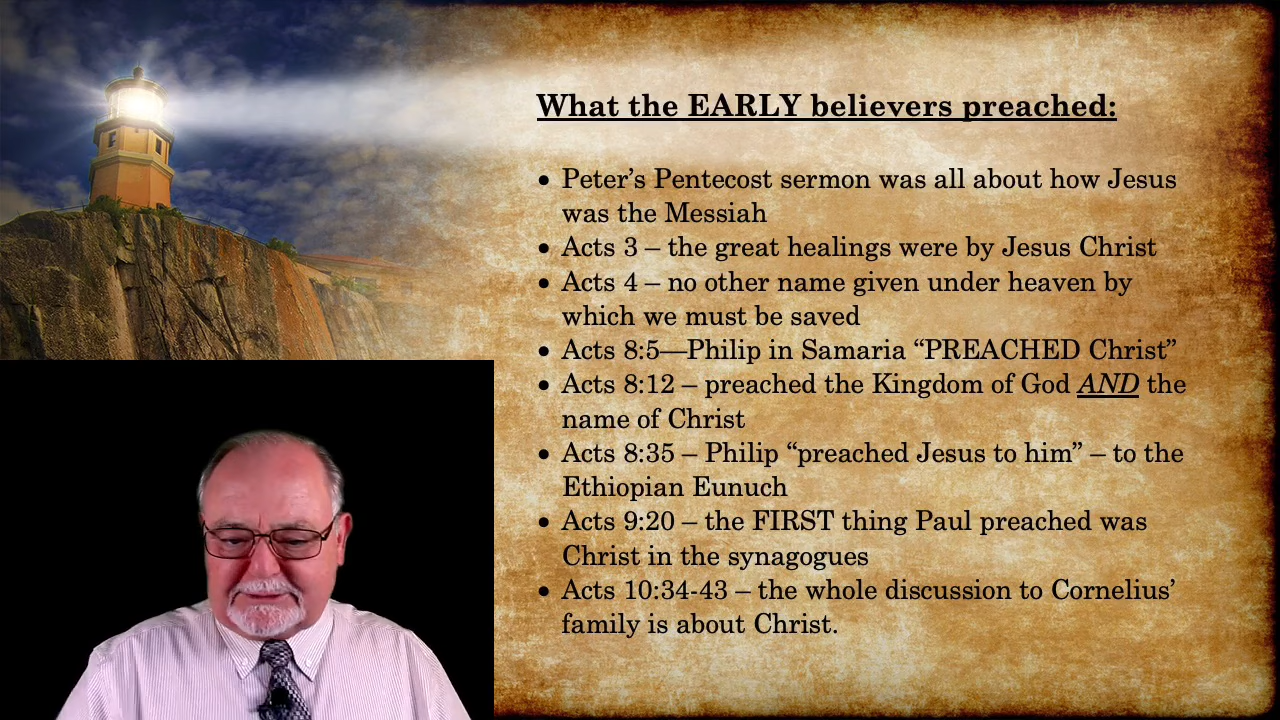 What the EARLY believers preached:
• Peter’s Pentecost sermon was all about how Jesus
was the Messiah
• Acts 3 – the great healings were by Jesus Christ
• Acts 4 – no other name given under heaven by
which we must be saved
• Acts 8:5—Philip in Samaria “PREACHED Christ”
• Acts 8:12 – preached the Kingdom of God AND the
name of Christ
• Acts 8:35 – Philip “preached Jesus to him” – to the
Ethiopian Eunuch
• Acts 9:20 – the FIRST thing Paul preached was
Christ in the synagogues
• Acts 10:34-43 – the whole discussion to Cornelius’
family is about Christ.